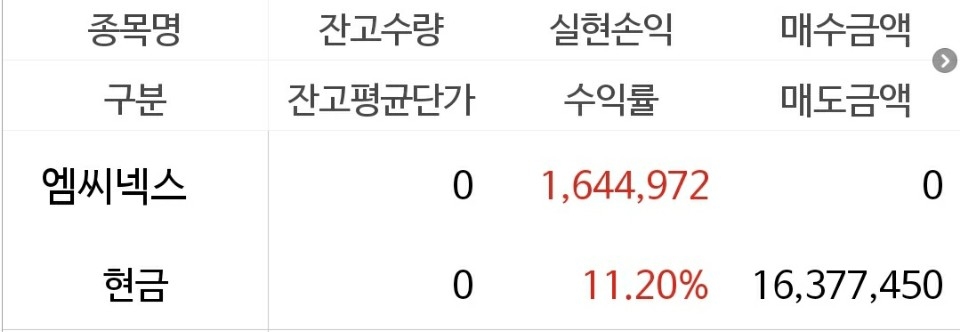 종목명 잔고수량 실현손익 매수금액
구분 잔고평균단가 수익률 매도금액
엠씨넥스 0 1,644,972 0
현금 0 11.20% 16,377,450